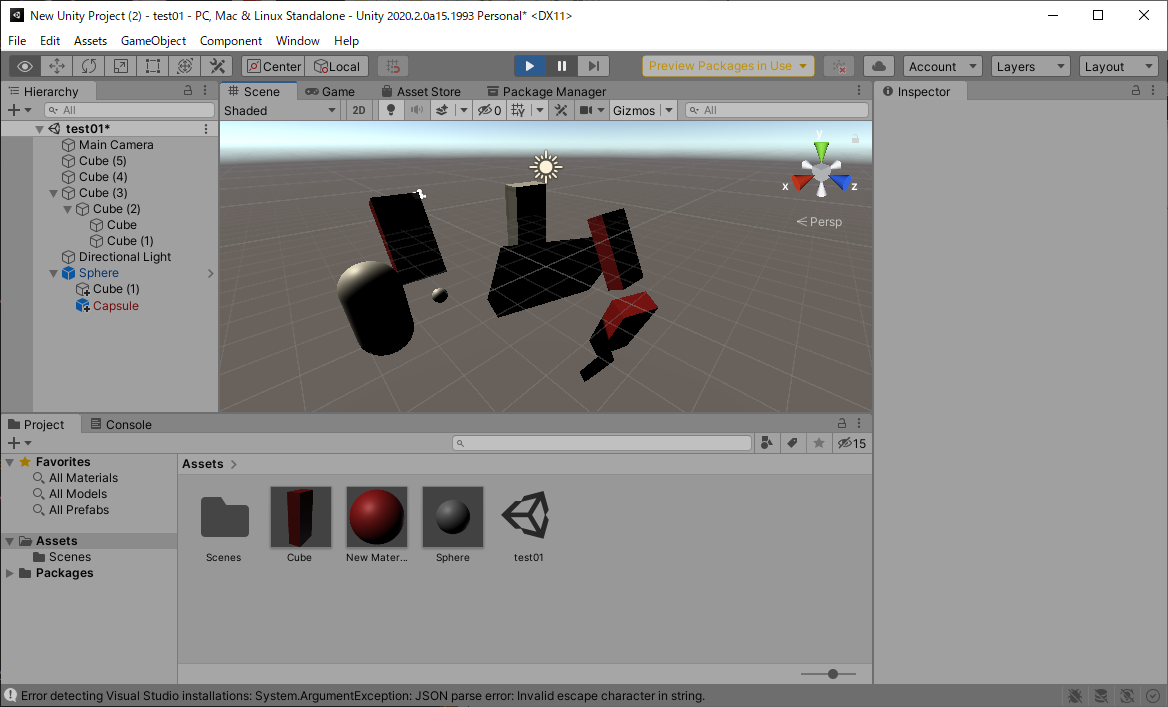 New Unity Project (2) - test01 - PC, Mac & Linux Standalone - Unity 2020.2.0a15.1993 Personal* <DX11>
File Edit Assets GameObject Component Window Help
Center Local Preview Packages in Use Account Layers Layout
Hierarchy
All
test01*
Main Camera
Cube (5)
Cube (4)
Cube (3)
Cube (2)
Cube
Cube (1)
Directional Light
Sphere
Cube (1)
Capsule
Scene Game Asset Store Package Manager
Shaded 2D 0 Gizmos All
y
x z
Persp
Inspector
Project Console
15
Favorites
All Materials
All Models
All Prefabs
Assets
Scenes
Packages
Assets
Scenes Cube New Mater... Sphere test01
Error detecting Visual Studio installations: System.ArgumentException: JSON parse error: Invalid escape character in string.